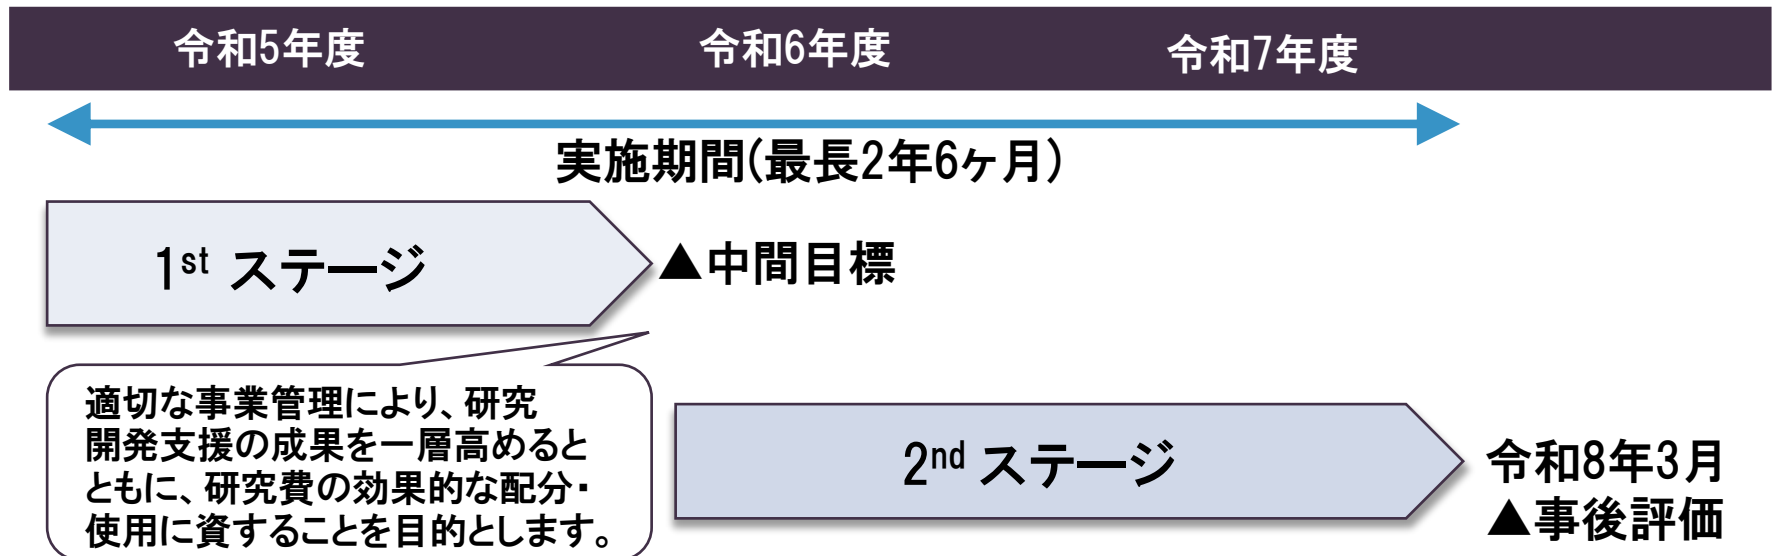 令和5年度
令和6年度
令和7年度
実施期間(最長2年6ヶ月)
1st ステージ
▲中間目標
適切な事業管理により、研究
開発支援の成果を一層高めると
ともに、研究費の効果的な配分・
使用に資することを目的とします。
2nd ステージ
令和8年3月
▲事後評価